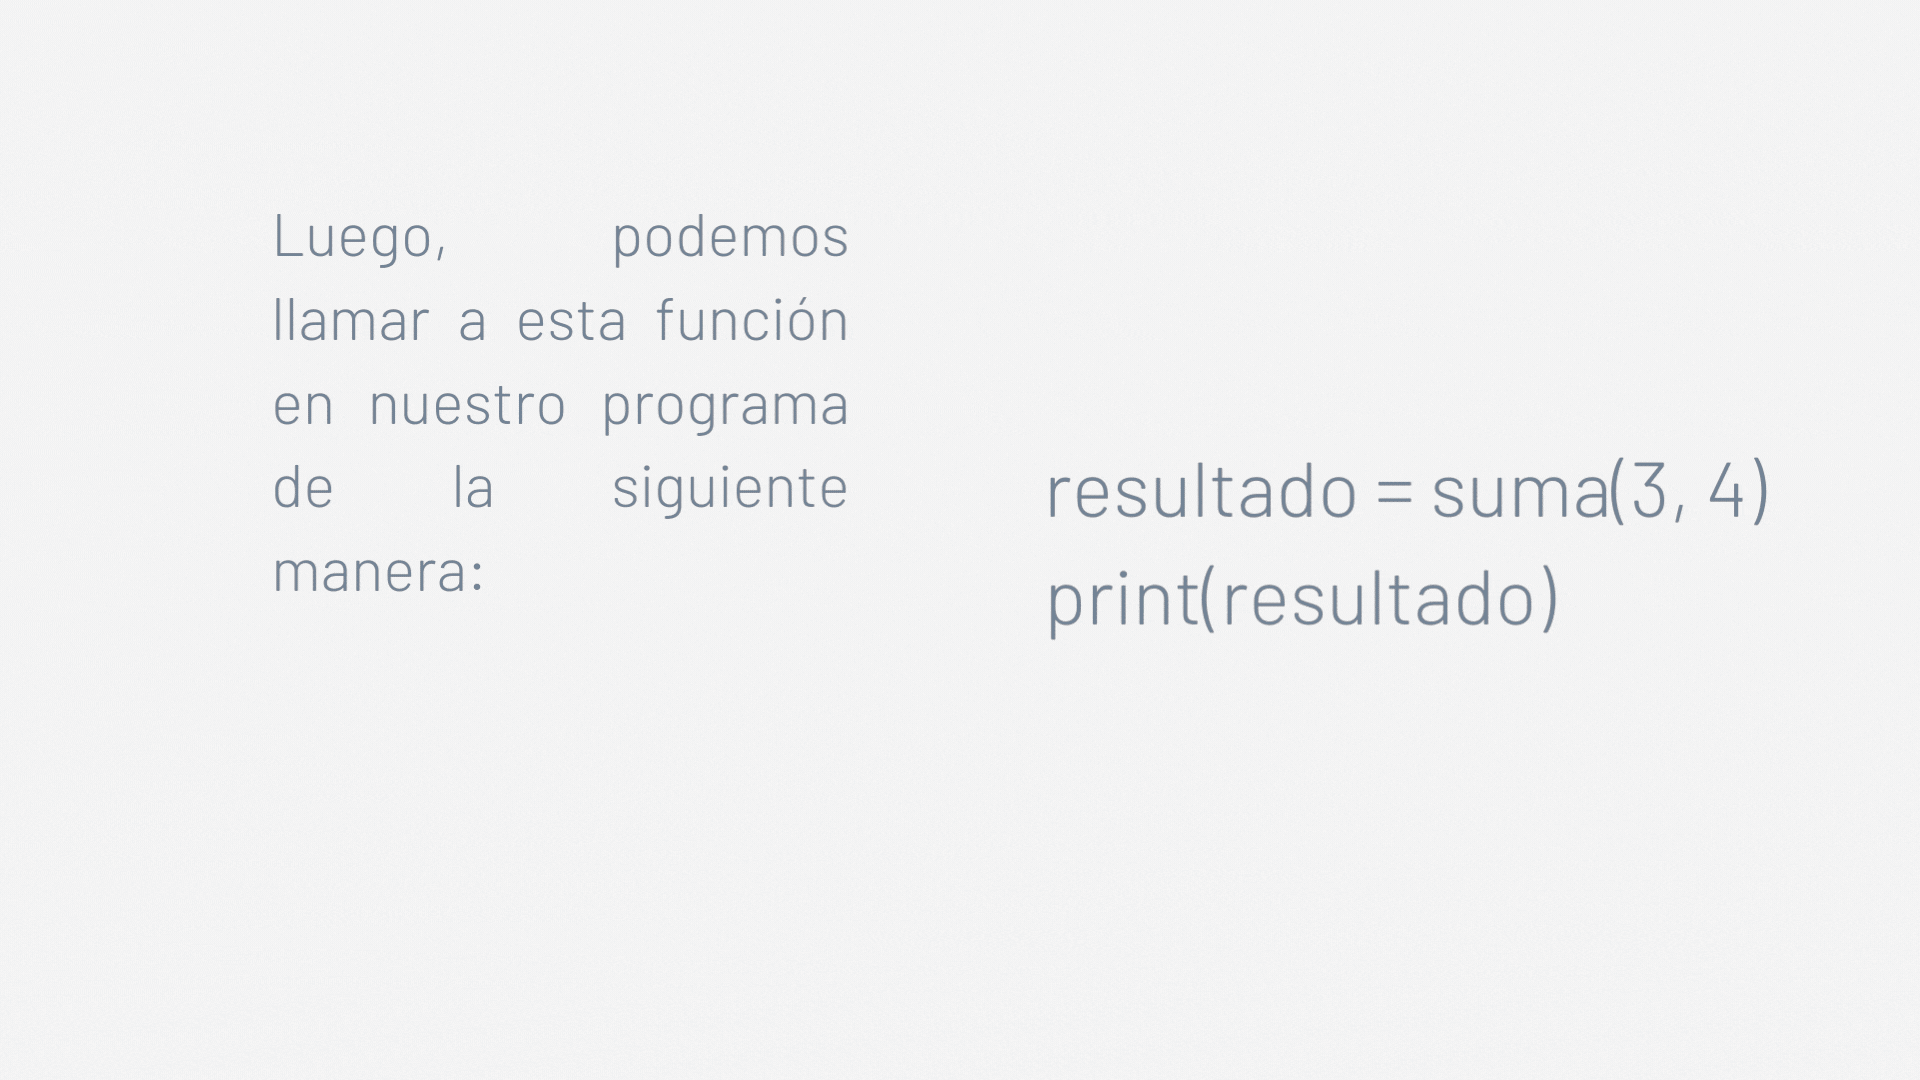 Luego, podemos
llamar a esta función
en nuestro programa
de la siguiente
manera:
resultado = suma(3, 4)
print(resultado)